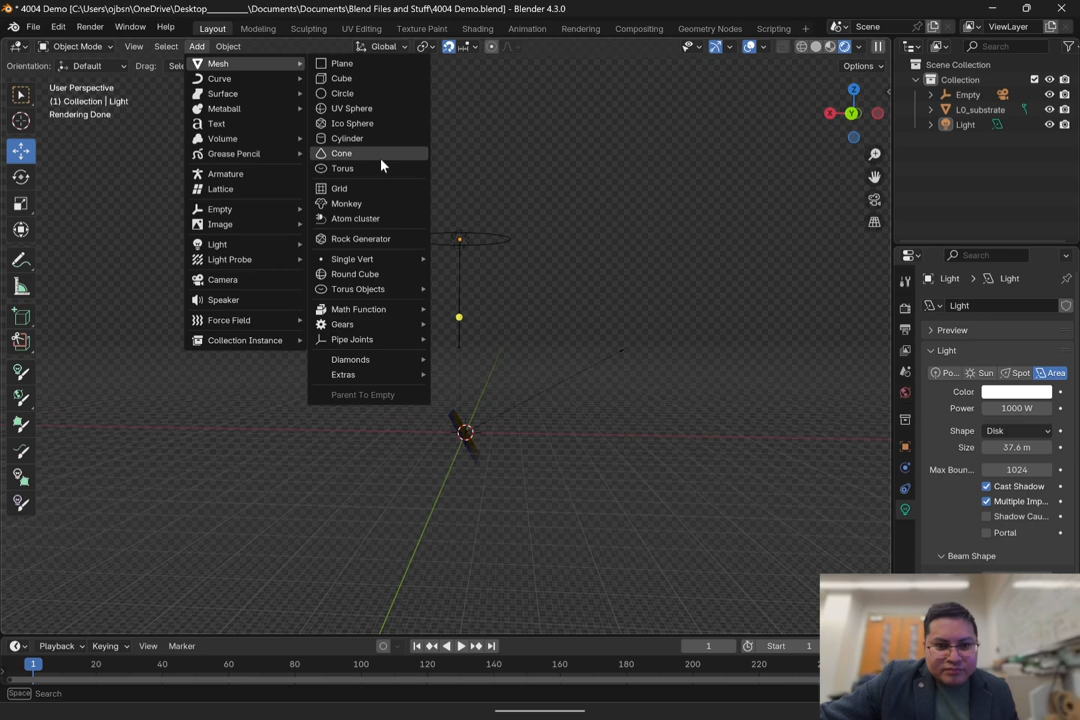 * 4004 Demo [C:\Users\ojbsn\OneDrive\Desktop_________\Documents\Documents\Blend Files and Stuff\4004 Demo.blend] - Blender 4.3.0
File Edit Render Window Help Layout Modeling Sculpting UV Editing Texture Paint Shading Animation Rendering Compositing Geometry Nodes Scripting + Scene ViewLayer
Object Mode View Select Add Object Global Search
Orientation: Default Drag: Options
User Perspective
(1) Collection | Light
Rendering Done
Mesh
Curve
Surface
Metaball
Text
Volume
Grease Pencil
Armature
Lattice
Empty
Image
Light
Light Probe
Camera
Speaker
Force Field
Collection Instance
Plane
Cube
Circle
UV Sphere
Ico Sphere
Cylinder
Cone
Torus
Grid
Monkey
Atom cluster
Rock Generator
Single Vert
Round Cube
Torus Objects
Math Function
Gears
Pipe Joints
Diamonds
Extras
Parent To Empty
Z
X
Y
Scene Collection
Collection
Empty
L0_substrate
Light
Search
Light > Light
Light
Preview
Light
Po... Sun Spot Area
Color
Power 1000 W
Shape Disk
Size 37.6 m
Max Boun... 1024
Cast Shadow
Multiple Imp...
Shadow Cau...
Portal
Beam Shape
Playback Keying View Marker 1 Start 1
1 20 40 60 80 100 120 140 160 180 200 220
Space Search